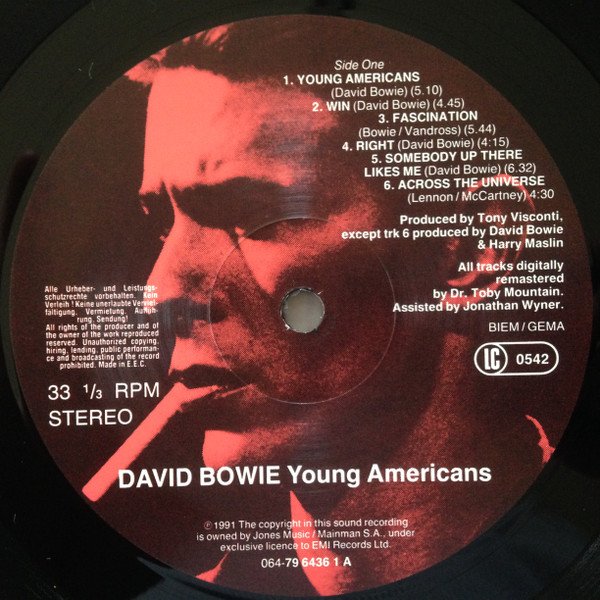 Side One
1. YOUNG AMERICANS
(David Bowie) (5.10)
2. WIN (David Bowie) (4.45)
3. FASCINATION
(Bowie / Vandross) (5.44)
4. RIGHT (David Bowie) (4:15)
5. SOMEBODY UP THERE
LIKES ME (David Bowie) (6.32)
6. ACROSS THE UNIVERSE
(Lennon / McCartney) 4:30
Produced by Tony Visconti,
except trk 6 produced by David Bowie
& Harry Maslin
All tracks digitally
remastered
by Dr. Toby Mountain.
Assisted by Jonathan Wyner.
BIEM / GEMA
LC 0542
Alle Urheber- und Leistungs-
schutzrechte vorbehalten. Kein
Verleih ! Keine unerlaubte Verviel-
fältigung, Vermietung, Auffüh-
rung, Sendung!
All rights of the producer and of
the owner of the work reproduced
reserved. Unauthorized copying,
hiring, lending, public performan-
ce and broadcasting of the record
prohibited. Made in E.E.C.
33 1/3 RPM
STEREO
DAVID BOWIE Young Americans
℗ 1991 The copyright in this sound recording
is owned by Jones Music / Mainman S.A., under
exclusive licence to EMI Records Ltd.
064-79 6436 1 A